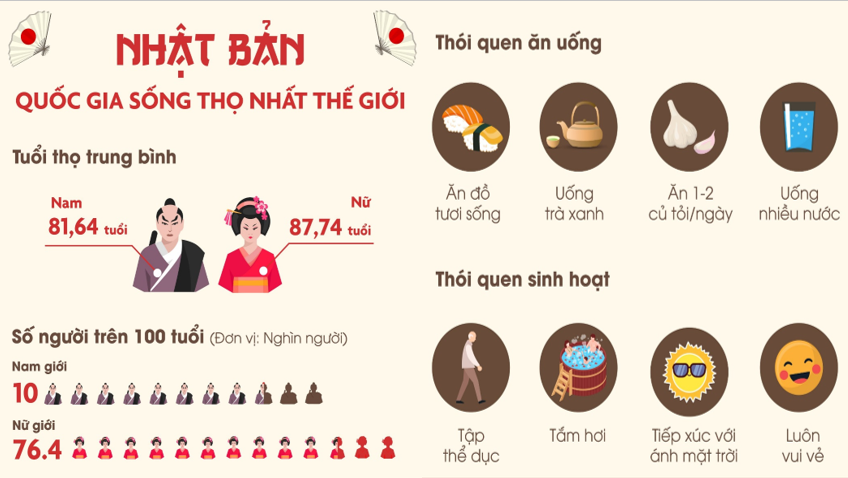 NHẬT BẢN
QUỐC GIA SỐNG THỌ NHẤT THẾ GIỚI
Tuổi thọ trung bình
Nam
81,64 tuổi
Nữ
87,74 tuổi
Số người trên 100 tuổi (Đơn vị: Nghìn người)
Nam giới
10
Nữ giới
76.4
Thói quen ăn uống
Ăn đồ
tươi sống
Uống
trà xanh
Ăn 1-2
củ tỏi/ngày
Uống
nhiều nước
Thói quen sinh hoạt
Tập
thể dục
Tắm hơi
Tiếp xúc với
ánh mặt trời
Luôn
vui vẻ